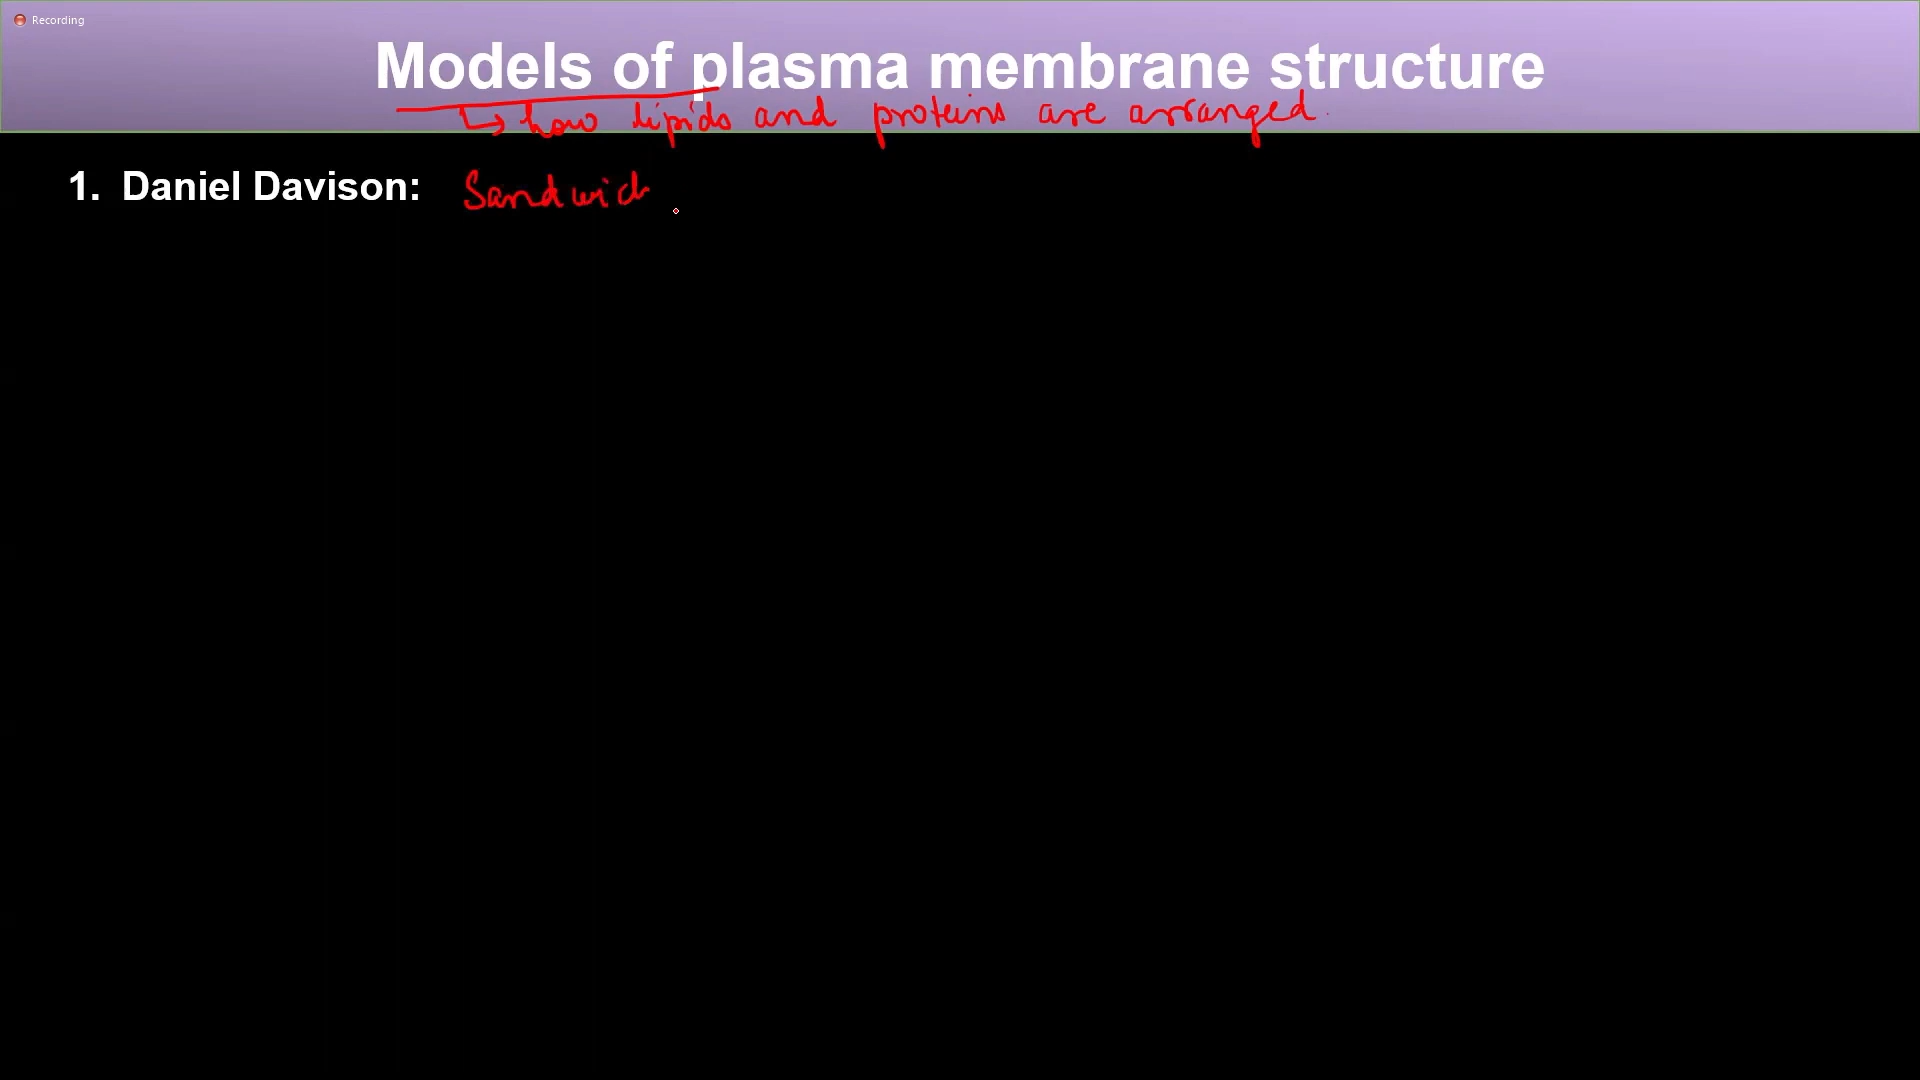 Recording
Models of plasma membrane structure
↳ how lipids and proteins are arranged.
1. Daniel Davison: Sandwich